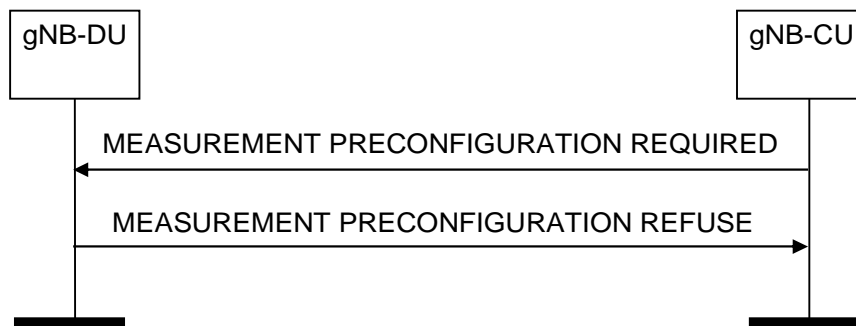 gNB-DU
gNB-CU
MEASUREMENT PRECONFIGURATION REQUIRED
MEASUREMENT PRECONFIGURATION REFUSE